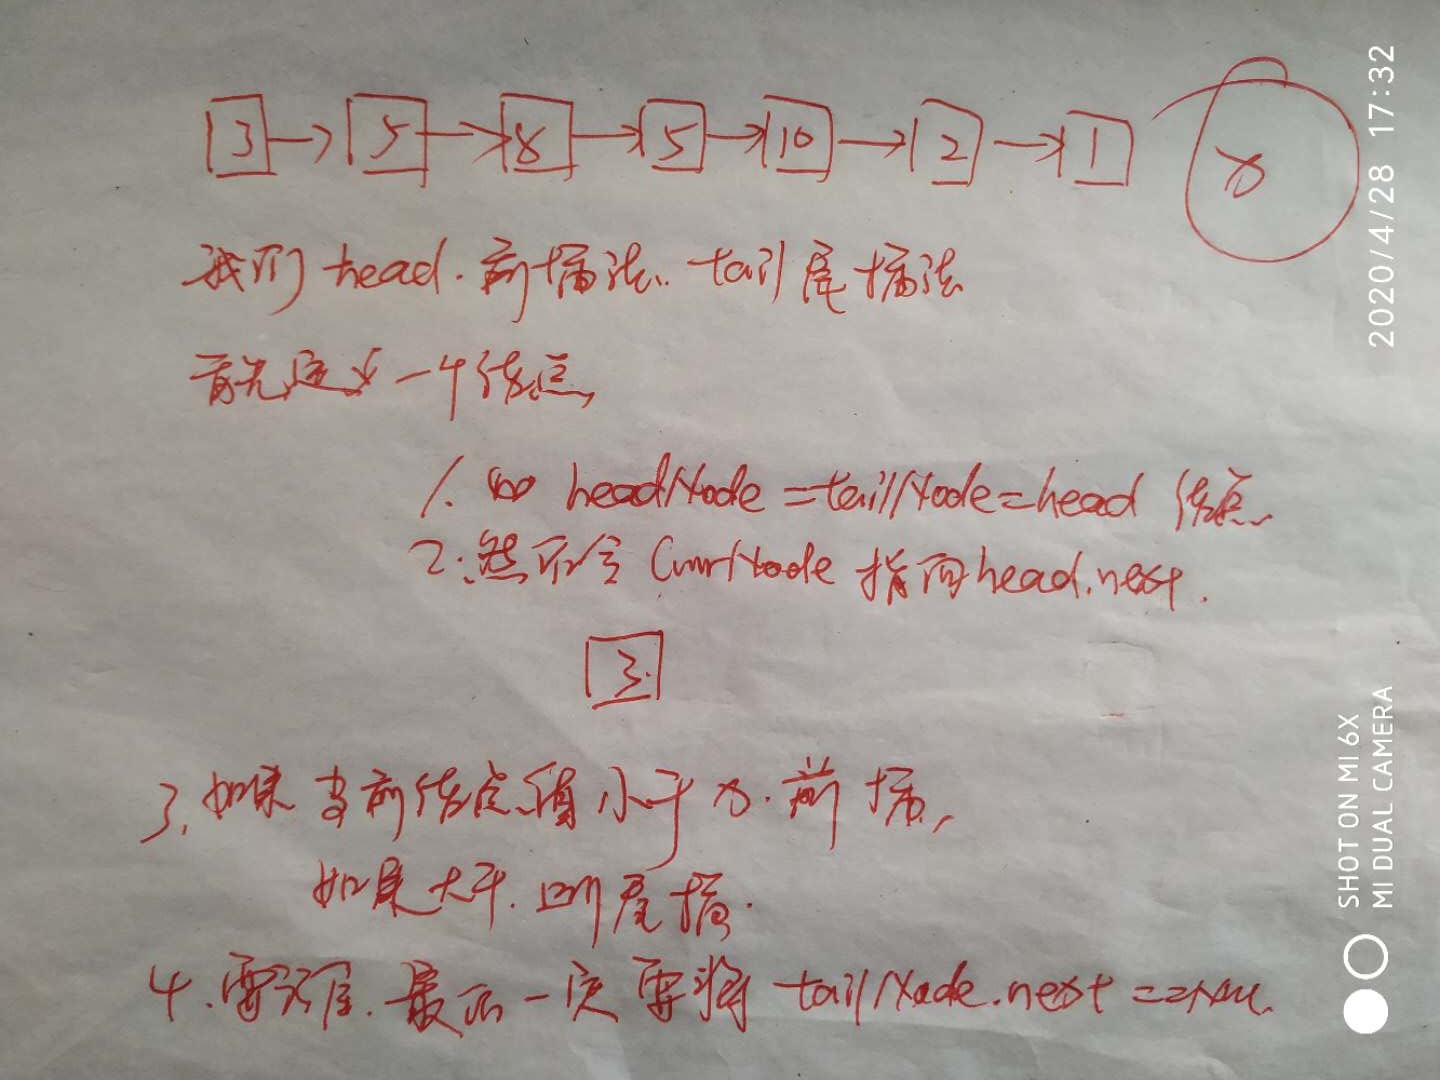 3 → 5 → 8 → 5 → 10 → 2 → 1
我们 head. 前插法. tail 尾插法
首先定义一个结点,
1. headNode = tailNode = head 结点
2. 然后令 CurrNode 指向 head.next.
3.
3. 如果当前结点值小于 x. 前插,
如果大于. 则尾插.
4. 要注意. 最后一定要将 tailNode.next = null.
2020/4/28 17:32
SHOT ON MI 6X
MI DUAL CAMERA